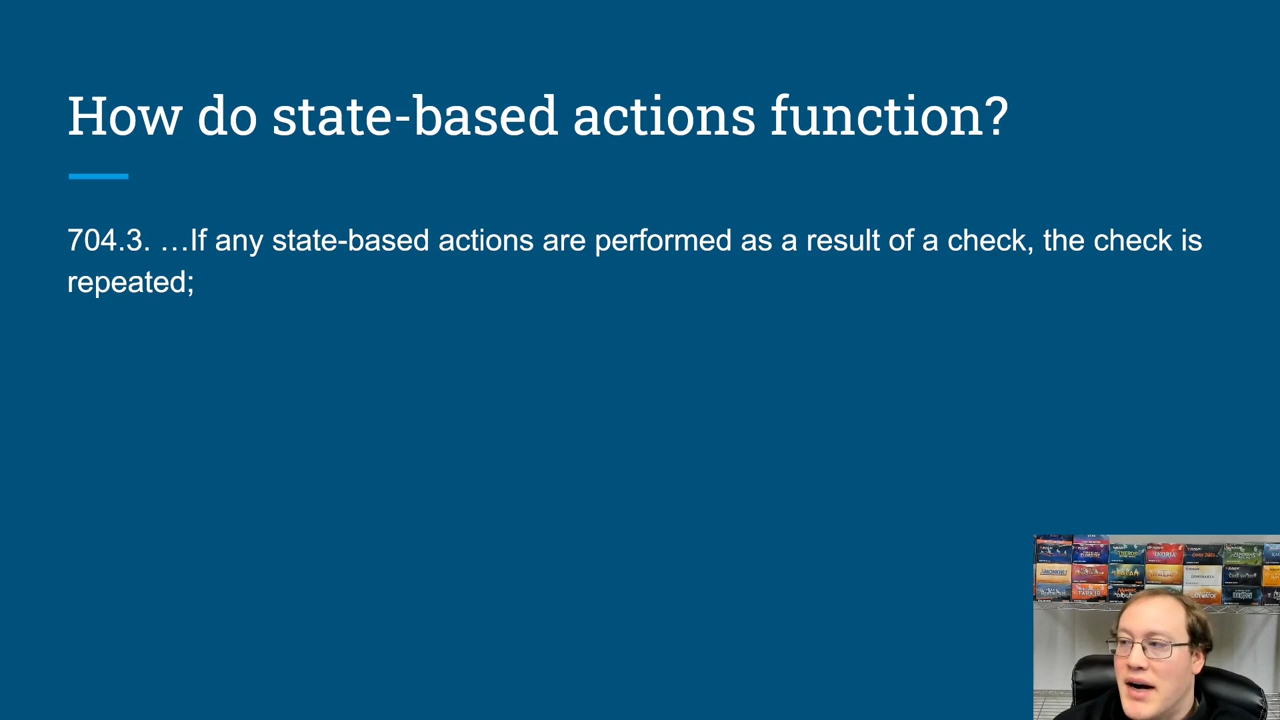 How do state-based actions function?
704.3. …If any state-based actions are performed as a result of a check, the check is
repeated;